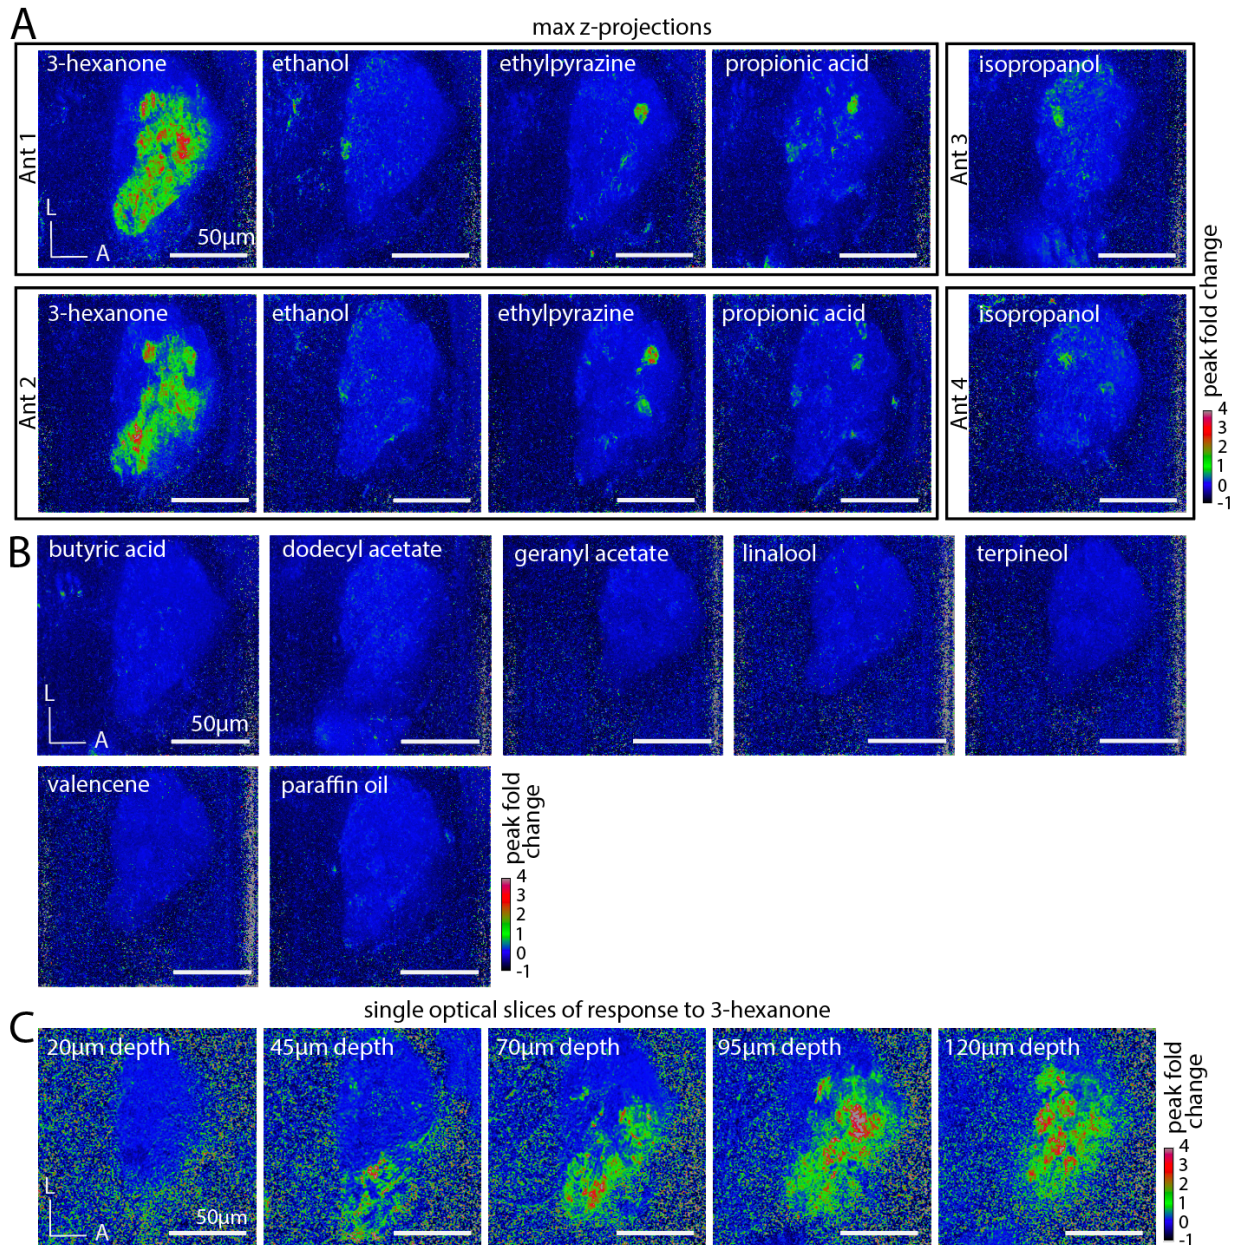 A
max z-projections
Ant 1
3-hexanone
ethanol
ethylpyrazine
propionic acid
L
A
50μm
Ant 3
isopropanol
Ant 2
3-hexanone
ethanol
ethylpyrazine
propionic acid
Ant 4
isopropanol
peak fold change
4
3
2
1
0
-1
B
butyric acid
dodecyl acetate
geranyl acetate
linalool
terpineol
L
A
50μm
valencene
paraffin oil
peak fold
change
4
3
2
1
0
-1
C
single optical slices of response to 3-hexanone
20μm depth
45μm depth
70μm depth
95μm depth
120μm depth
L
A
50μm
peak fold
change
4
3
2
1
0
-1